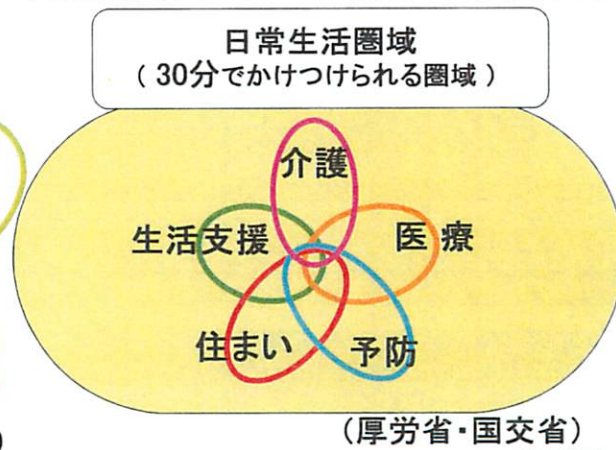 日常生活圏域
（ 30分でかけつけられる圏域 ）
介護
生活支援
医療
住まい
予防
（厚労省・国交省）